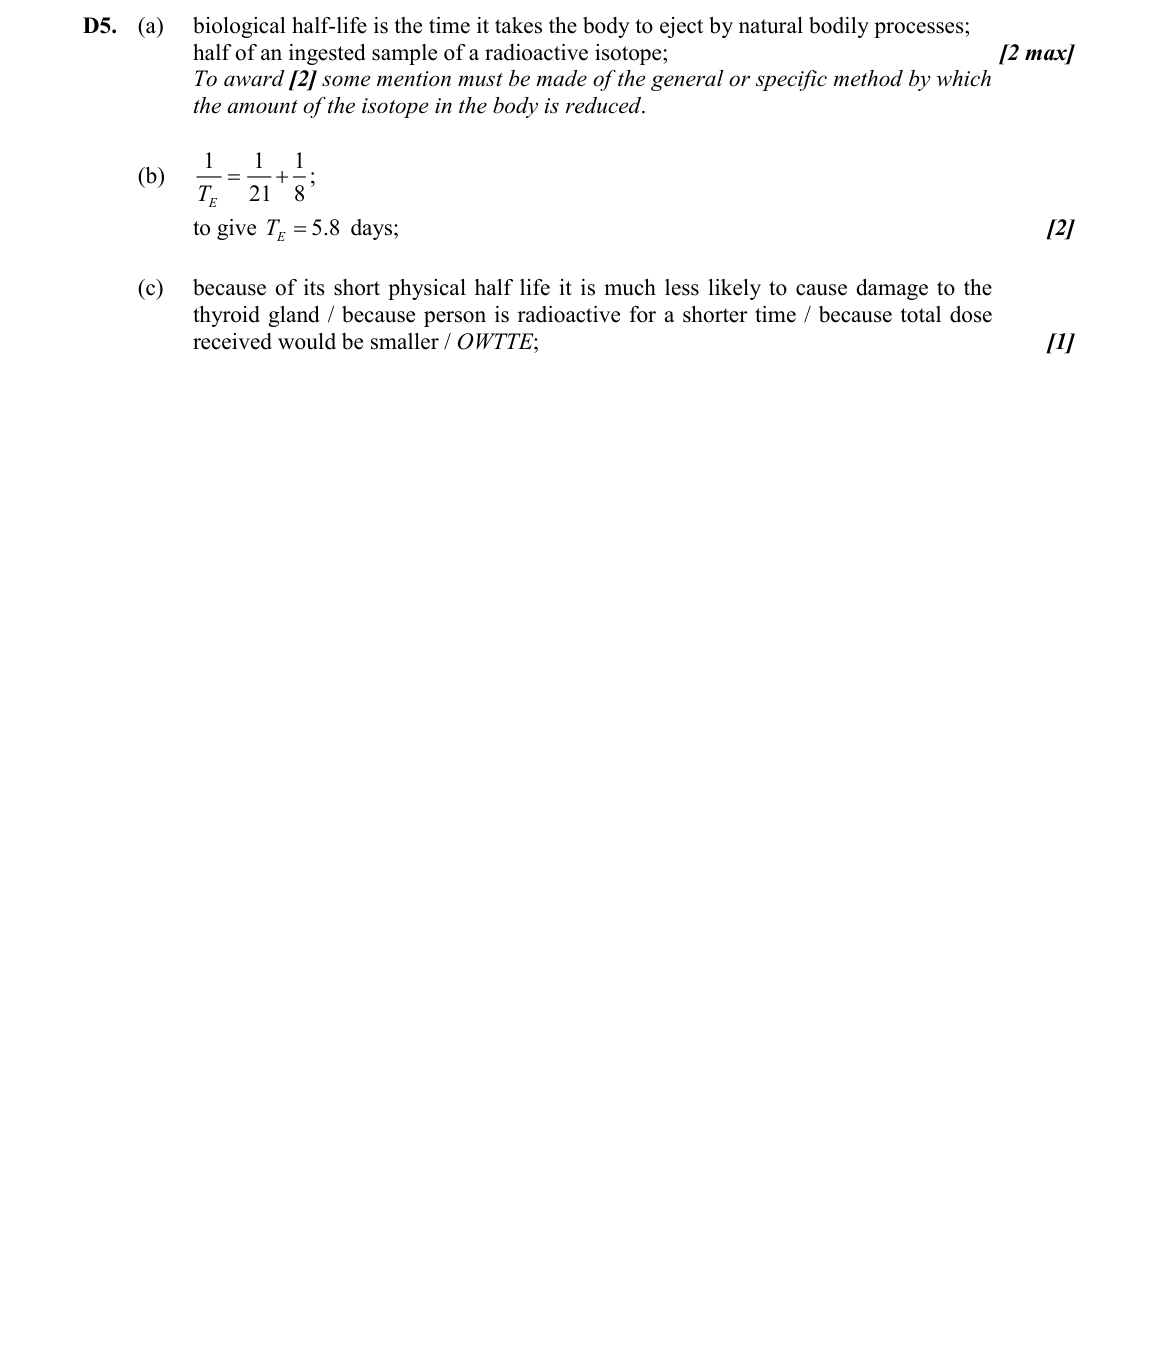 D5. (a) biological half-life is the time it takes the body to eject by natural bodily processes;
half of an ingested sample of a radioactive isotope; [2 max]
To award [2] some mention must be made of the general or specific method by which
the amount of the isotope in the body is reduced.
(b) 1/T_E = 1/21 + 1/8;
to give T_E = 5.8 days; [2]
(c) because of its short physical half life it is much less likely to cause damage to the
thyroid gland / because person is radioactive for a shorter time / because total dose
received would be smaller / OWTTE; [1]